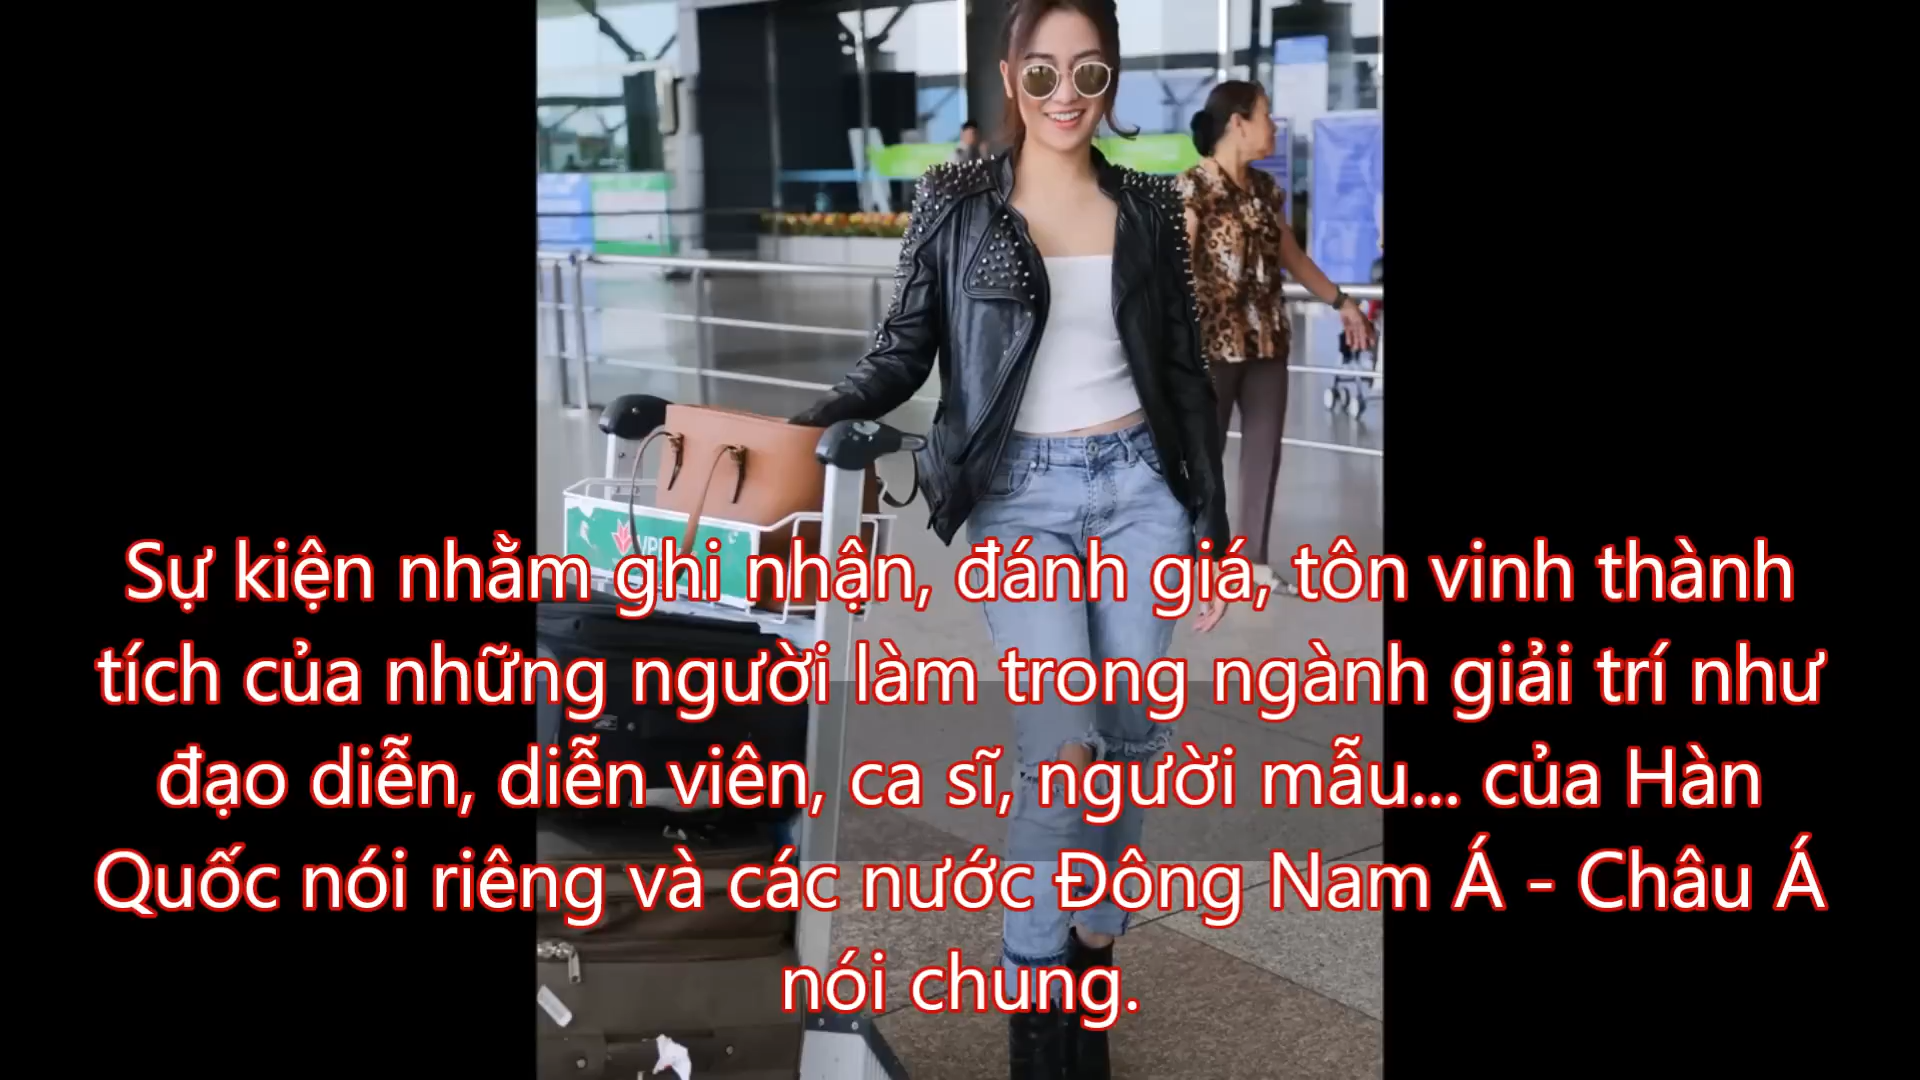 Sự kiện nhằm ghi nhận, đánh giá, tôn vinh thành
tích của những người làm trong ngành giải trí như
đạo diễn, diễn viên, ca sĩ, người mẫu... của Hàn
Quốc nói riêng và các nước Đông Nam Á - Châu Á
nói chung.